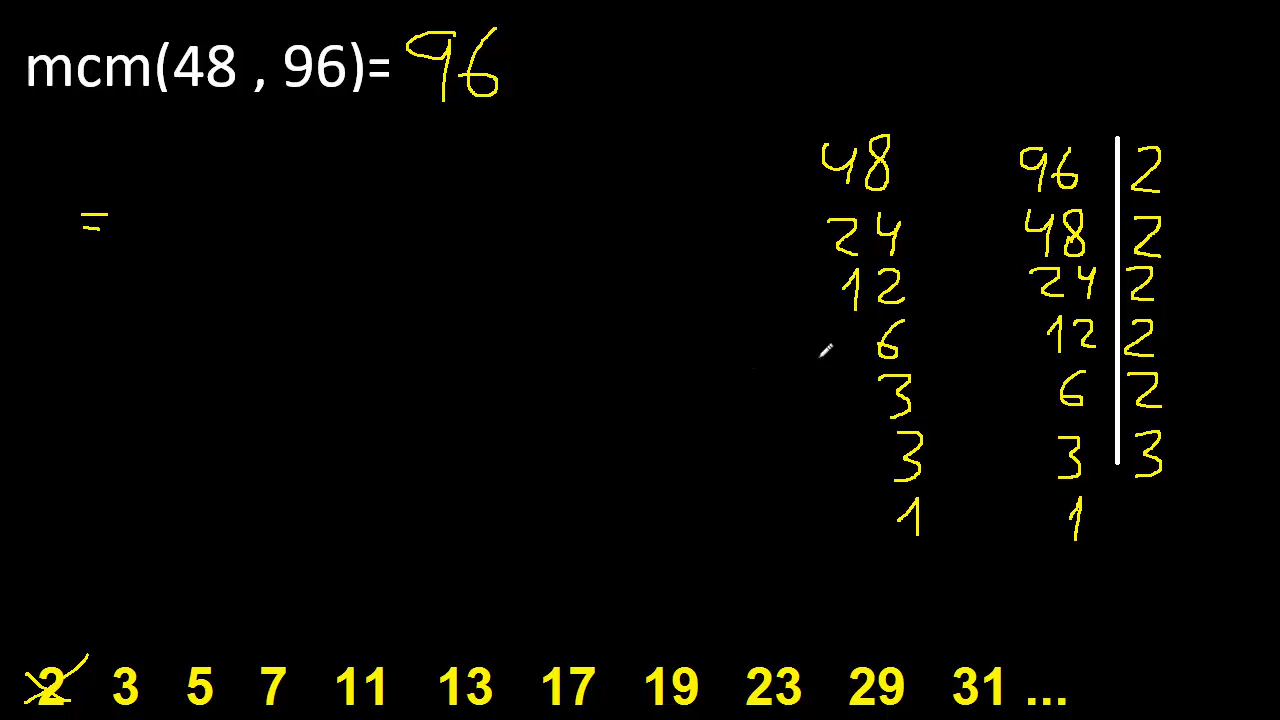 mcm(48 , 96)= 96
48 96 2
= 24 48 2
12 24 2
6 12 2
3 6 2
3 3 3
1 1
2 3 5 7 11 13 17 19 23 29 31 ...